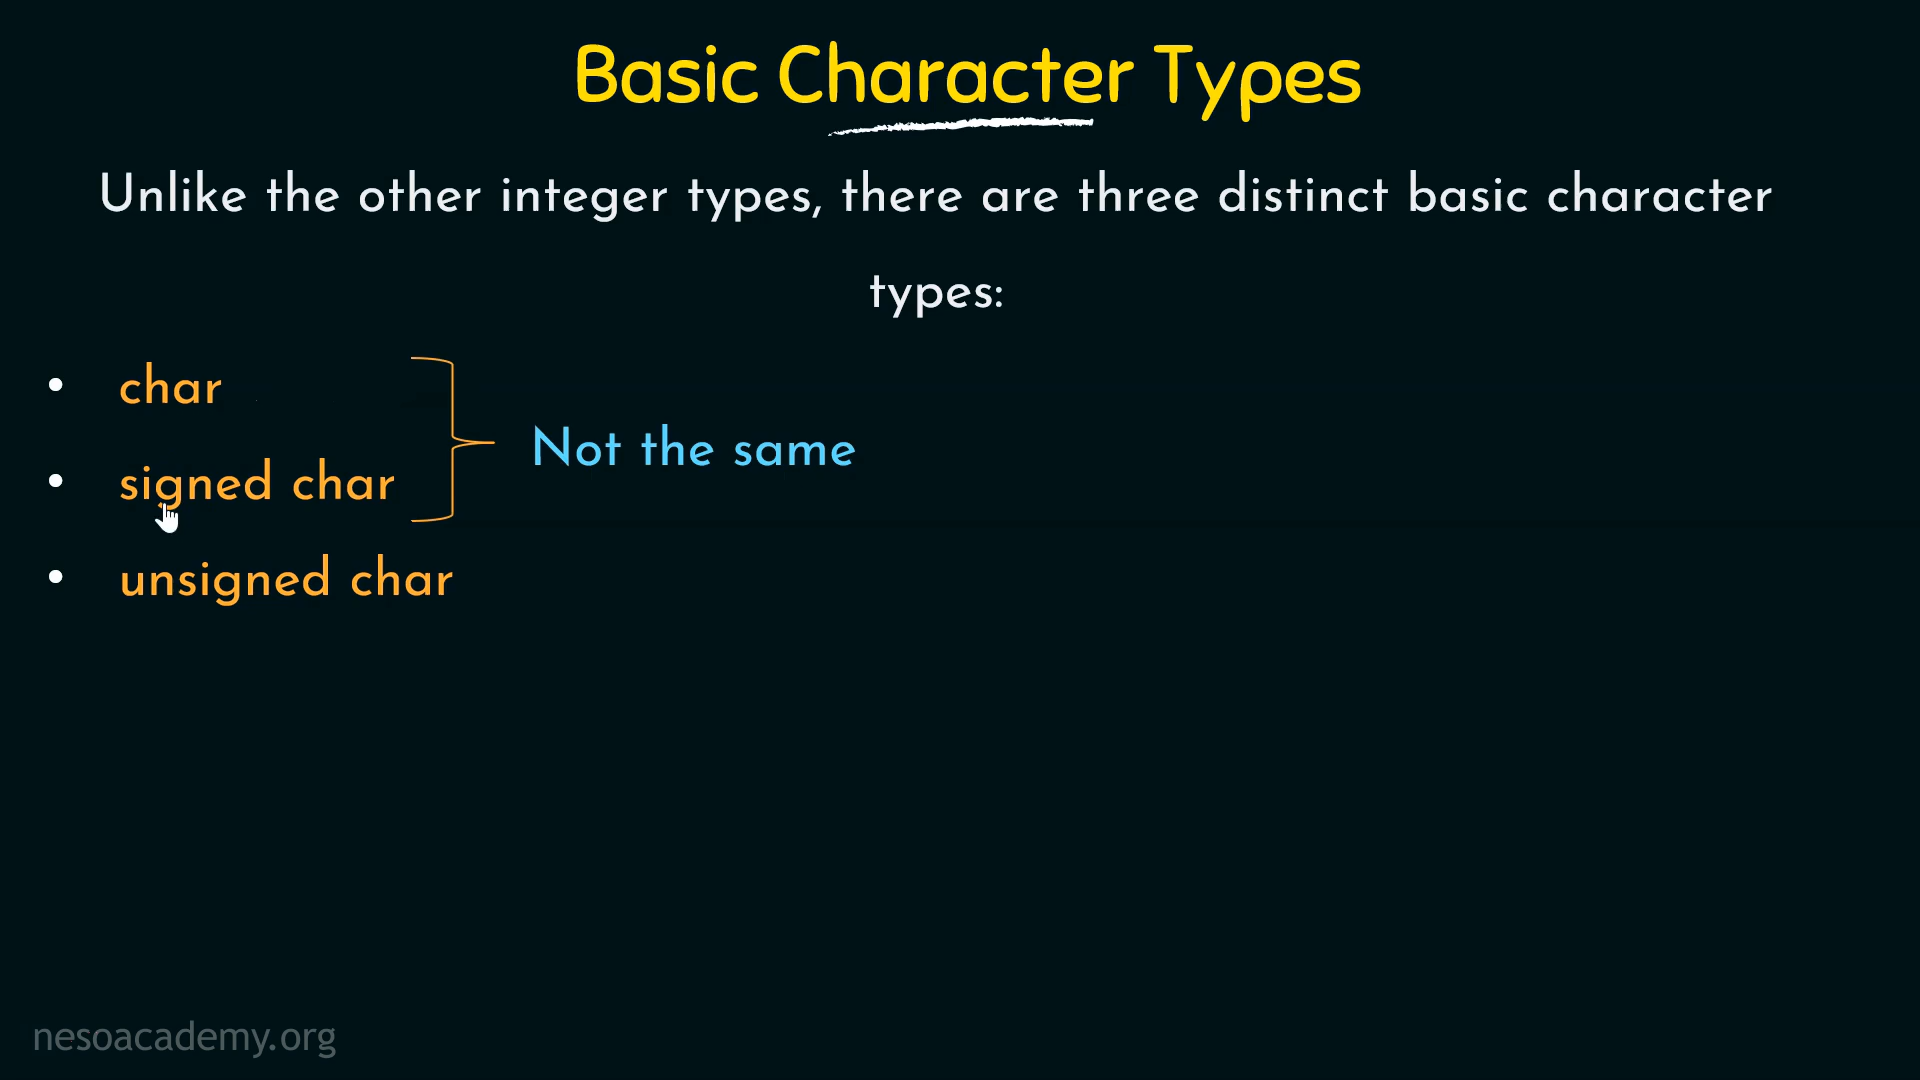 Basic Character Types
Unlike the other integer types, there are three distinct basic character
types:
• char
• signed char
Not the same
• unsigned char
nesoacademy.org